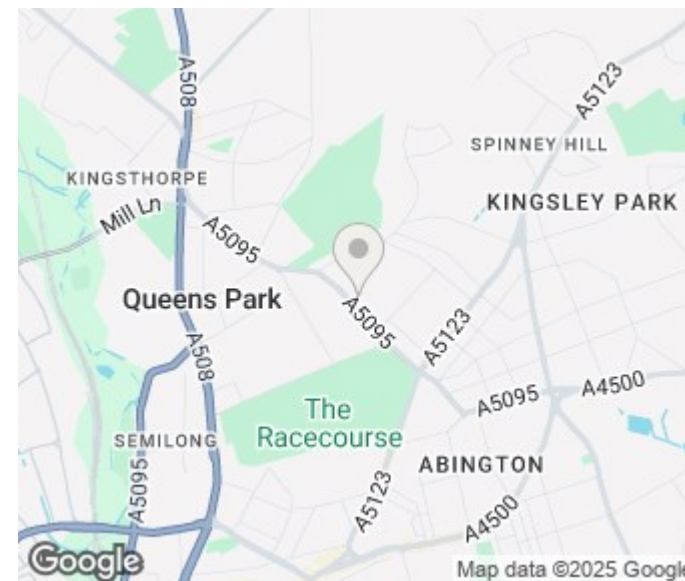 A508
A5123
SPINNEY HILL
KINGSTHORPE
KINGSLEY PARK
Mill Ln
A5095
Queens Park
A5095
A5123
A508
A5095
A4500
The
Racecourse
SEMILONG
ABINGTON
A5095
A5123
A4500
Google
Map data ©2025 Google